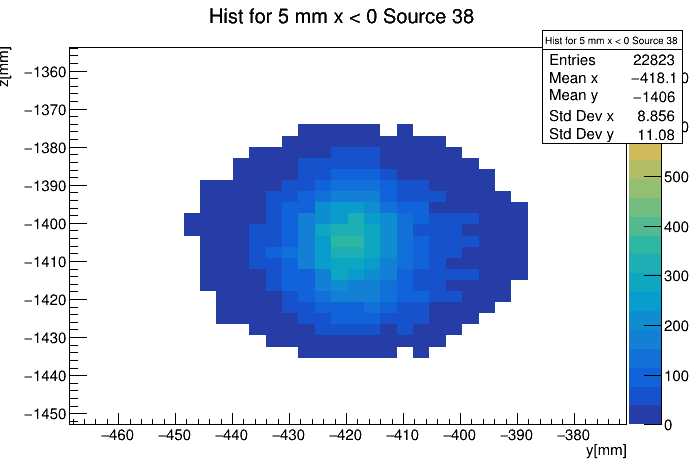 Hist for 5 mm x < 0 Source 38
Hist for 5 mm x < 0 Source 38
Entries 22823
Mean x −418.1
Mean y −1406
Std Dev x 8.856
Std Dev y 11.08
z[mm]
−1360
−1370
−1380
−1390
−1400
−1410
−1420
−1430
−1440
−1450
−460 −450 −440 −430 −420 −410 −400 −390 −380
y[mm]
500
400
300
200
100
0